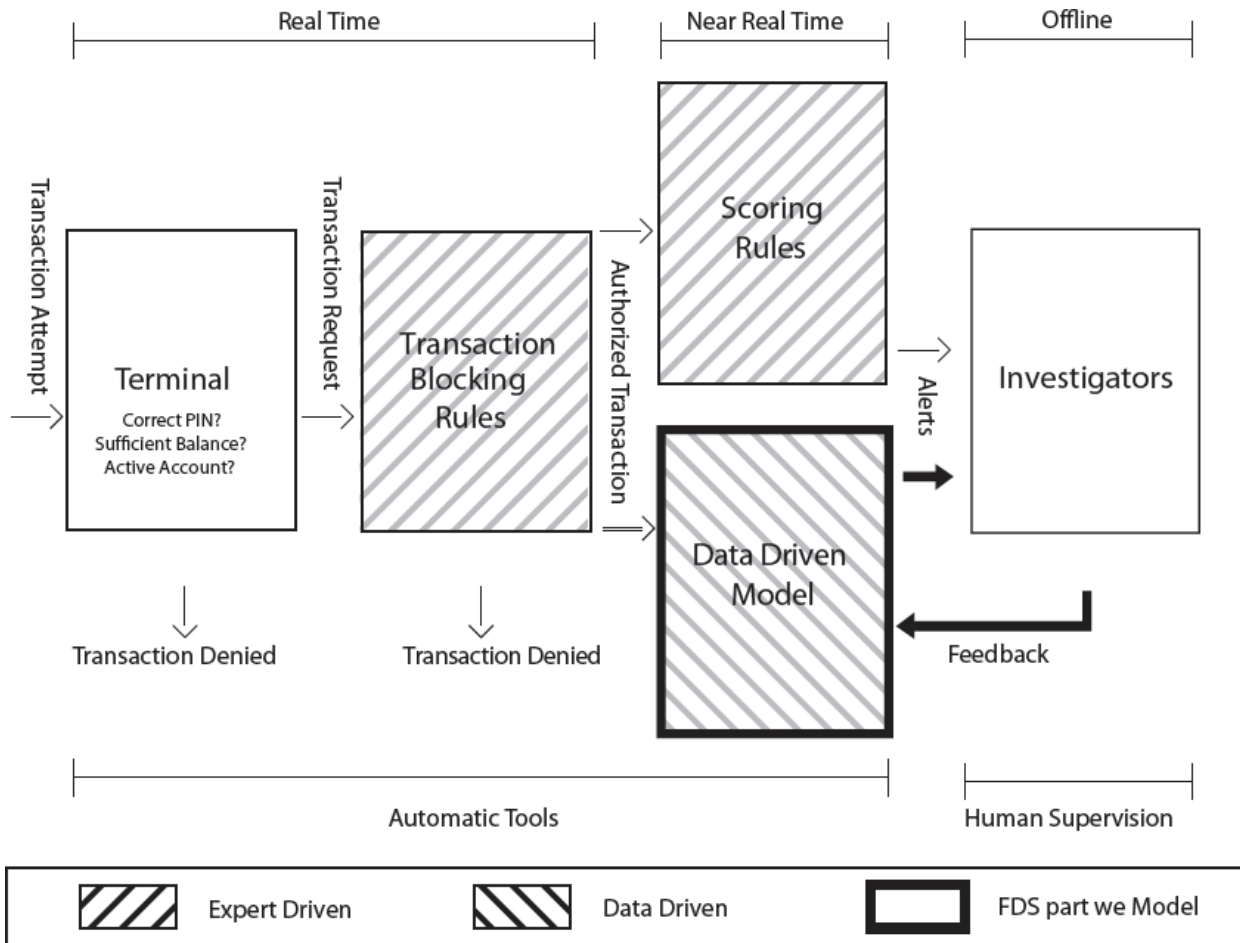 Real Time
Near Real Time
Offline
Transaction Attempt
Terminal
Correct PIN?
Sufficient Balance?
Active Account?
Transaction Request
Transaction
Blocking
Rules
Authorized Transaction
Scoring
Rules
Data Driven
Model
Alerts
Investigators
Feedback
Transaction Denied
Transaction Denied
Automatic Tools
Human Supervision
Expert Driven
Data Driven
FDS part we Model